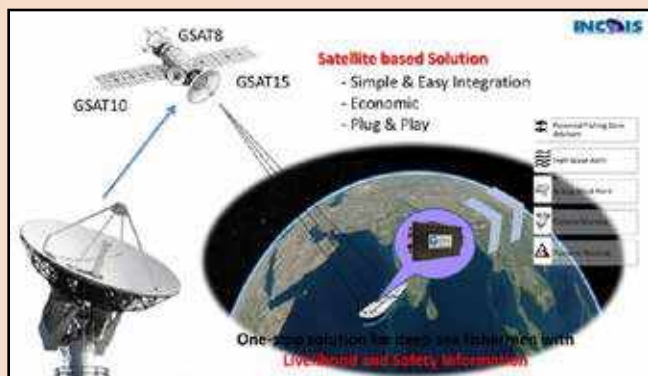 GSAT8
INCOIS
Satellite based Solution
GSAT15
- Simple & Easy Integration
GSAT10
- Economic
- Plug & Play
One-stop solution for deep sea fishermen with
Livelihood and Safety Information